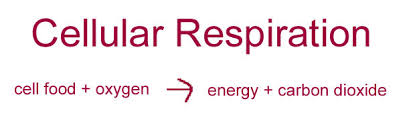 Cellular Respiration
cell food + oxygen → energy + carbon dioxide